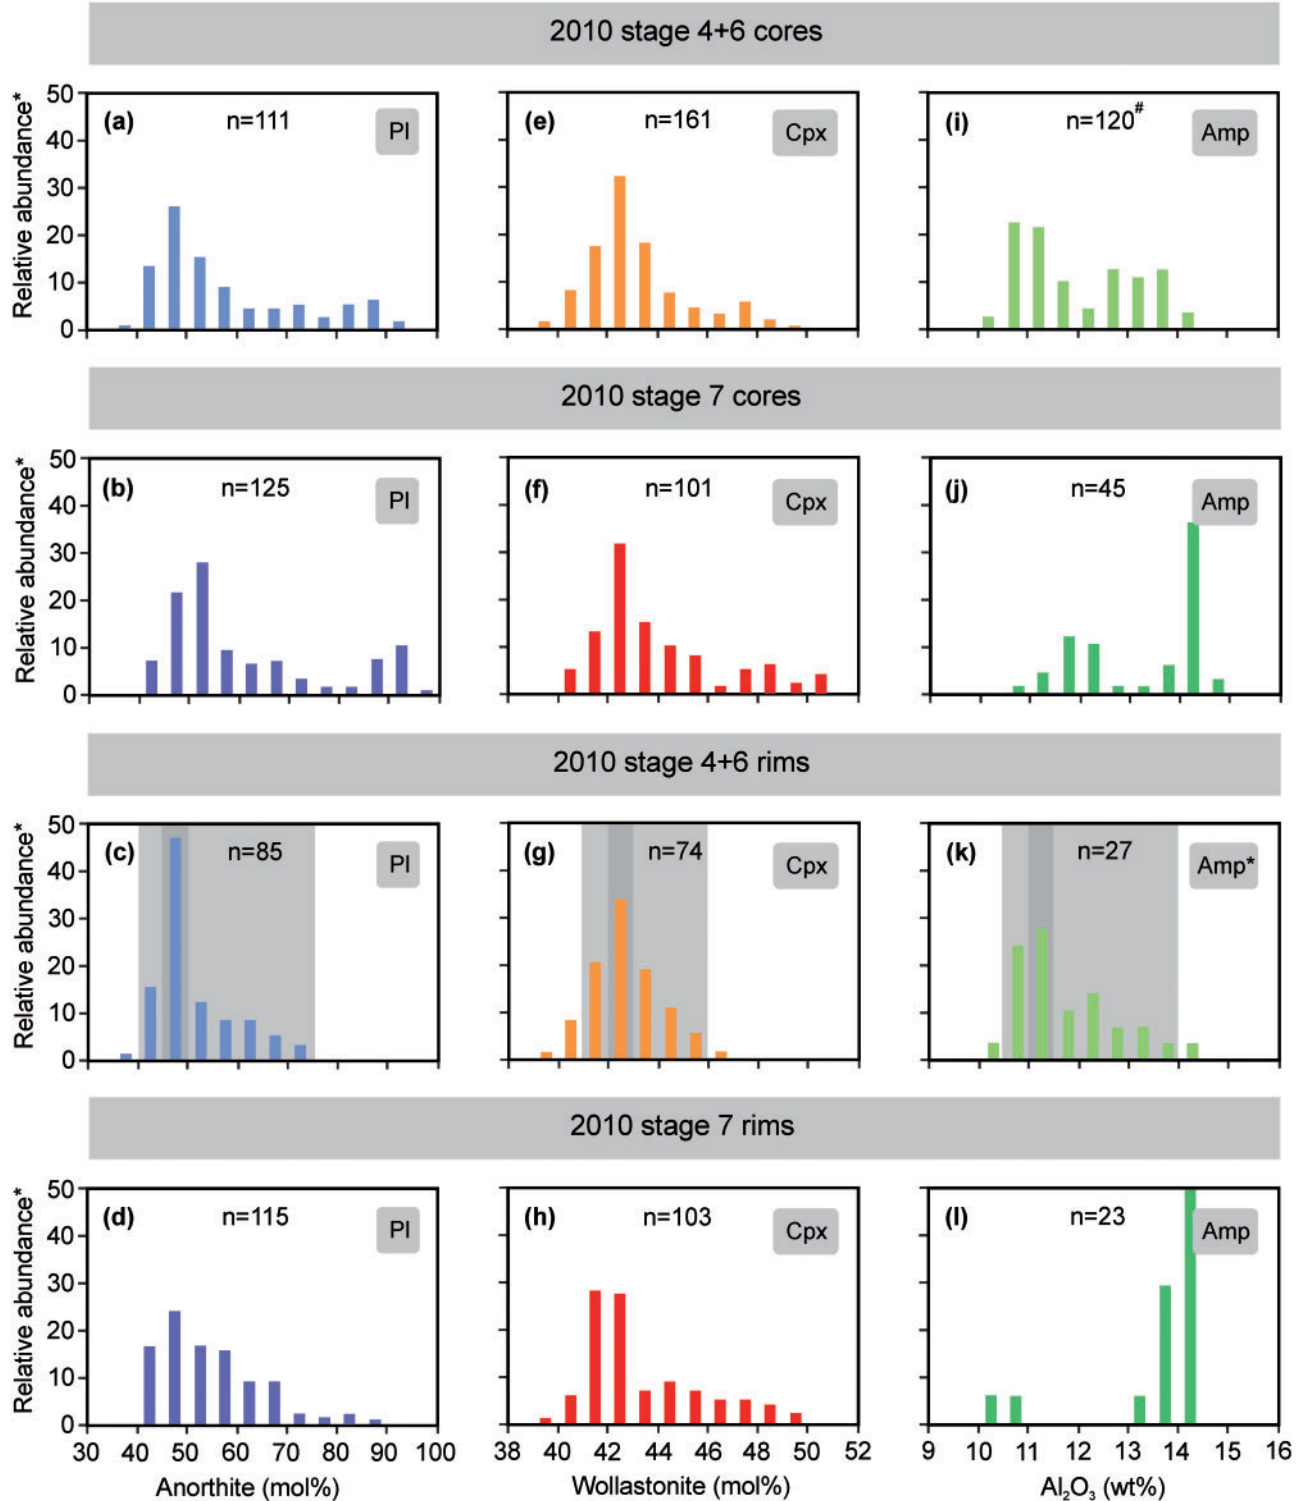 2010 stage 4+6 cores
Relative abundance*
50
40
30
20
10
0
(a)
n=111
Pl
(e)
n=161
Cpx
(i)
n=120#
Amp
2010 stage 7 cores
Relative abundance*
50
40
30
20
10
0
(b)
n=125
Pl
(f)
n=101
Cpx
(j)
n=45
Amp
2010 stage 4+6 rims
Relative abundance*
50
40
30
20
10
0
(c)
n=85
Pl
(g)
n=74
Cpx
(k)
n=27
Amp*
2010 stage 7 rims
Relative abundance*
50
40
30
20
10
0
(d)
n=115
Pl
(h)
n=103
Cpx
(l)
n=23
Amp
30 40 50 60 70 80 90 100
Anorthite (mol%)
38 40 42 44 46 48 50 52
Wollastonite (mol%)
9 10 11 12 13 14 15 16
Al₂O₃ (wt%)